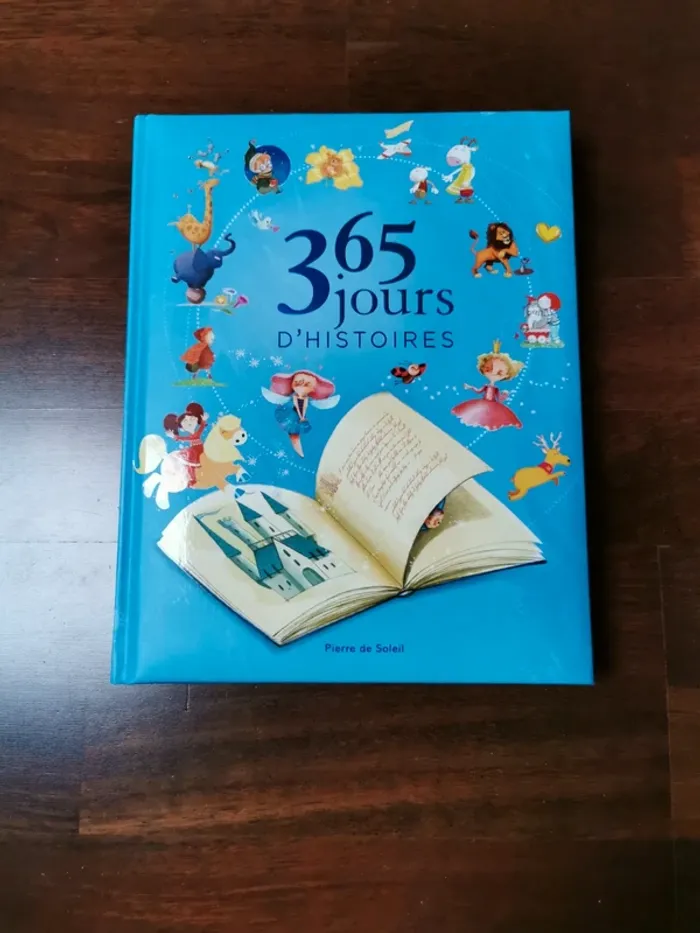 365
jours
D'HISTOIRES
Pierre de Soleil